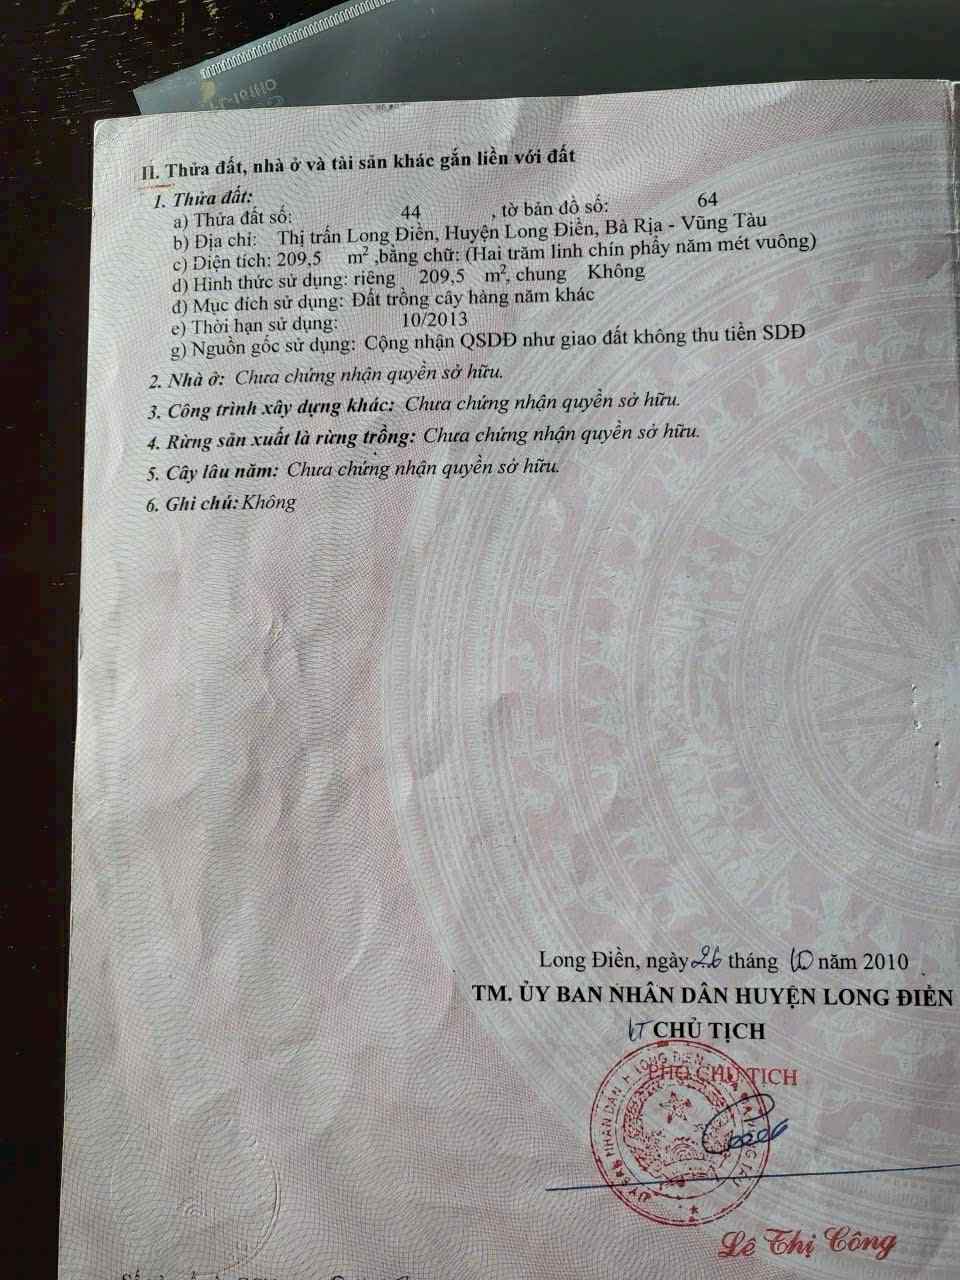 II. Thửa đất, nhà ở và tài sản khác gắn liền với đất
1. Thửa đất:
a) Thửa đất số: 44 , tờ bản đồ số: 64
b) Địa chỉ: Thị trấn Long Điền, Huyện Long Điền, Bà Rịa - Vũng Tàu
c) Diện tích: 209,5 m² ,bằng chữ: (Hai trăm linh chín phẩy năm mét vuông)
d) Hình thức sử dụng: riêng 209,5 m², chung Không
đ) Mục đích sử dụng: Đất trồng cây hàng năm khác
e) Thời hạn sử dụng: 10/2013
g) Nguồn gốc sử dụng: Công nhận QSDĐ như giao đất không thu tiền SDĐ
2. Nhà ở: Chưa chứng nhận quyền sở hữu.
3. Công trình xây dựng khác: Chưa chứng nhận quyền sở hữu.
4. Rừng sản xuất là rừng trồng: Chưa chứng nhận quyền sở hữu.
5. Cây lâu năm: Chưa chứng nhận quyền sở hữu.
6. Ghi chú: Không
Long Điền, ngày 26 tháng 10 năm 2010
TM. ỦY BAN NHÂN DÂN HUYỆN LONG ĐIỀN
KT CHỦ TỊCH
PHÓ CHỦ TỊCH
Lê Thị Công